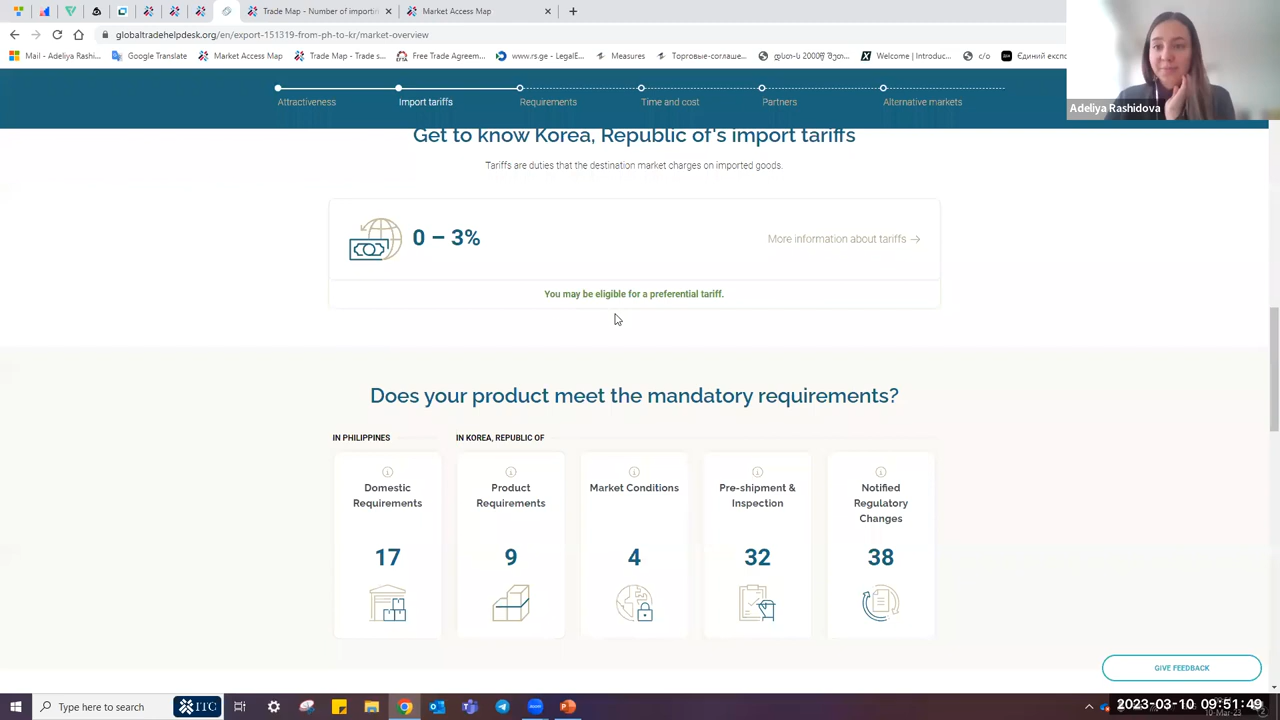 Trade Map - Number of importin
Market Access Map
globaltradehelpdesk.org/en/export-151319-from-ph-to-kr/market-overview
Mail - Adeliya Rashi...
Google Translate
Market Access Map
Trade Map - Trade s...
Free Trade Agreem...
www.rs.ge - LegalE...
Measures
Торговые-соглаше...
Welcome | Introduc...
c/o
Єдиний експо
Adeliya Rashidova
Attractiveness
Import tariffs
Requirements
Time and cost
Partners
Alternative markets
Get to know Korea, Republic of's import tariffs
Tariffs are duties that the destination market charges on imported goods.
0 – 3%
More information about tariffs →
You may be eligible for a preferential tariff.
Does your product meet the mandatory requirements?
IN PHILIPPINES
IN KOREA, REPUBLIC OF
Domestic
Requirements
17
Product
Requirements
9
Market Conditions
4
Pre-shipment &
Inspection
32
Notified
Regulatory
Changes
38
GIVE FEEDBACK
Type here to search
ITC
2023-03-10 09:51:49
10-Mar-23